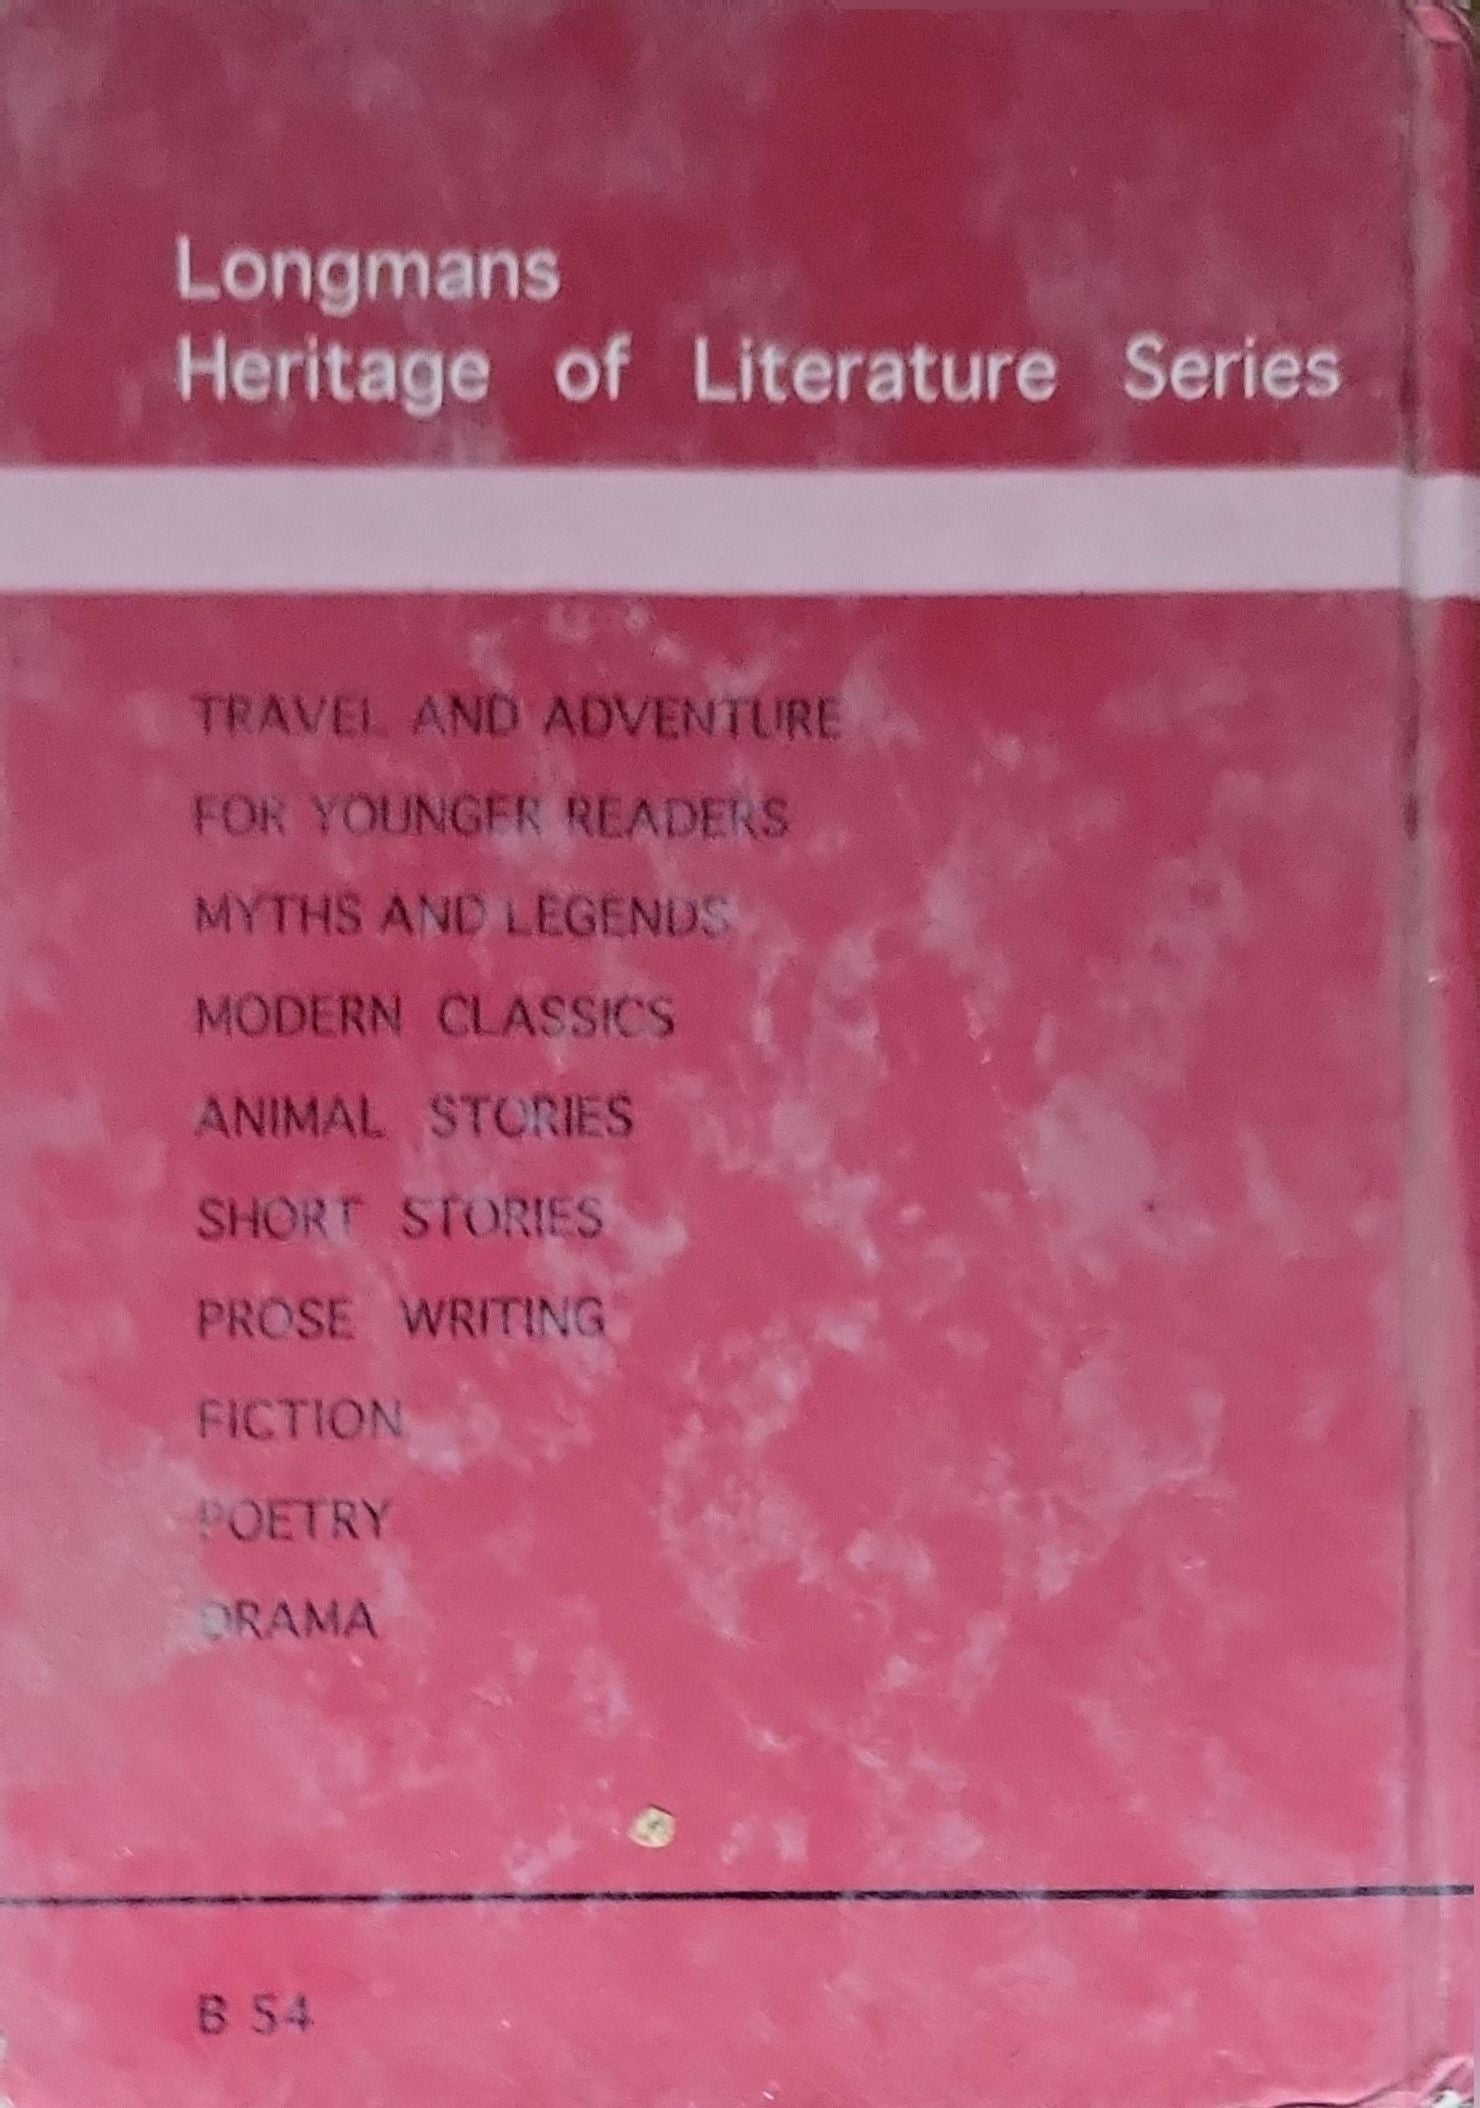 Longmans
Heritage of Literature Series
TRAVEL AND ADVENTURE
FOR YOUNGER READERS
MYTHS AND LEGENDS
MODERN CLASSICS
ANIMAL STORIES
SHORT STORIES
PROSE WRITING
FICTION
POETRY
DRAMA
B 54